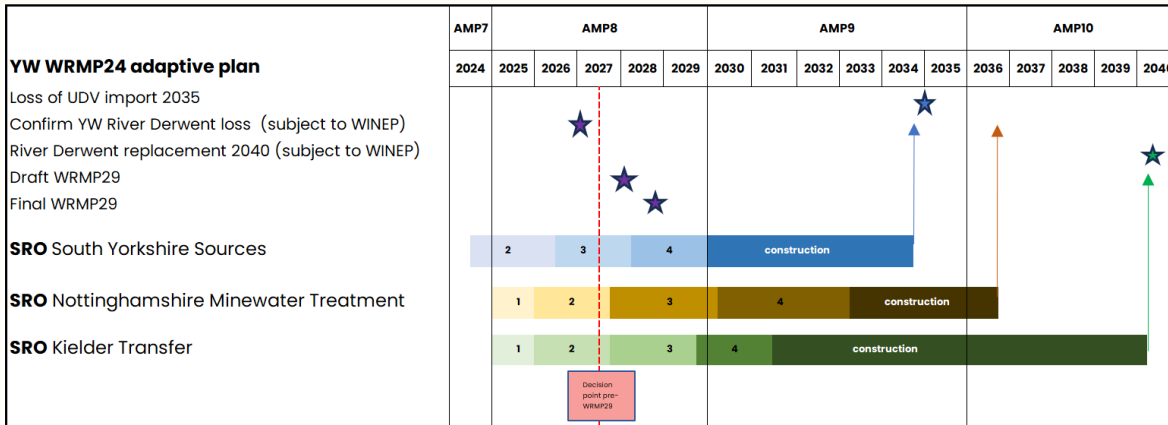 AMP7 AMP8 AMP9 AMP10
YW WRMP24 adaptive plan 2024 2025 2026 2027 2028 2029 2030 2031 2032 2033 2034 2035 2036 2037 2038 2039 2040
Loss of UDV import 2035
Confirm YW River Derwent loss (subject to WINEP)
River Derwent replacement 2040 (subject to WINEP)
Draft WRMP29
Final WRMP29
SRO South Yorkshire Sources 2 3 4 construction
SRO Nottinghamshire Minewater Treatment 1 2 3 4 construction
SRO Kielder Transfer 1 2 3 4 construction
Decision
point pre-
WRMP29